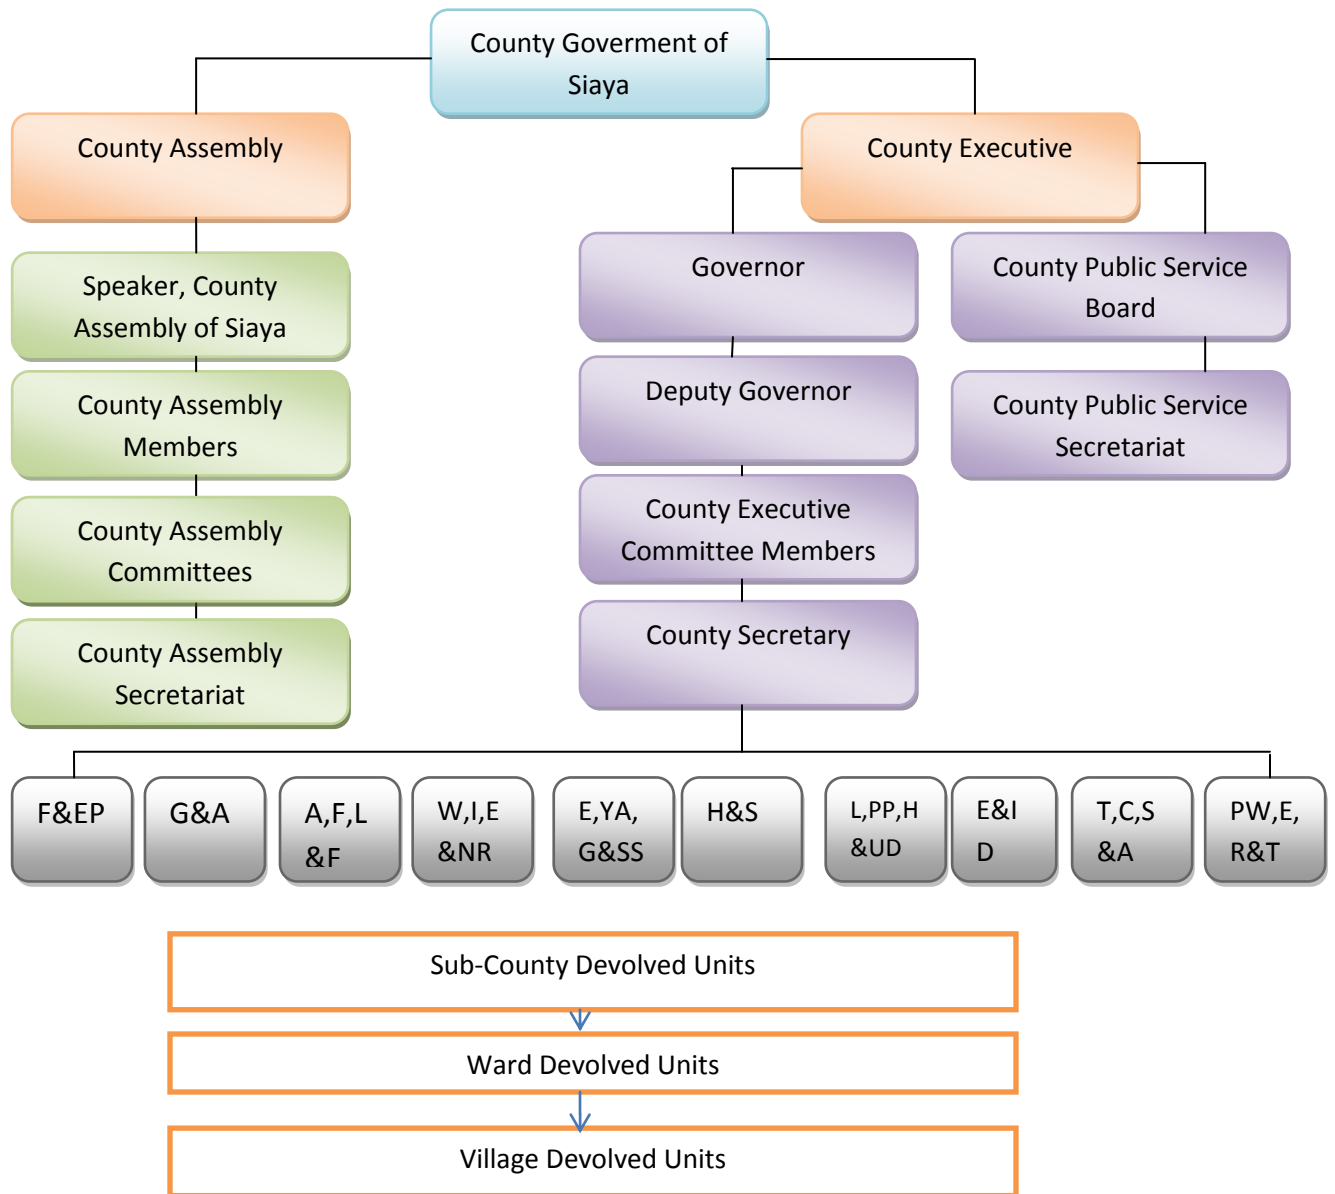 County Goverment of
Siaya
County Assembly
County Executive
Speaker, County
Assembly of Siaya
County Assembly
Members
County Assembly
Committees
County Assembly
Secretariat
Governor
Deputy Governor
County Executive
Committee Members
County Secretary
County Public Service
Board
County Public Service
Secretariat
F&EP
G&A
A,F,L
&F
W,I,E
&NR
E,YA,
G&SS
H&S
L,PP,H
&UD
E&I
D
T,C,S
&A
PW,E,
R&T
Sub-County Devolved Units
Ward Devolved Units
Village Devolved Units